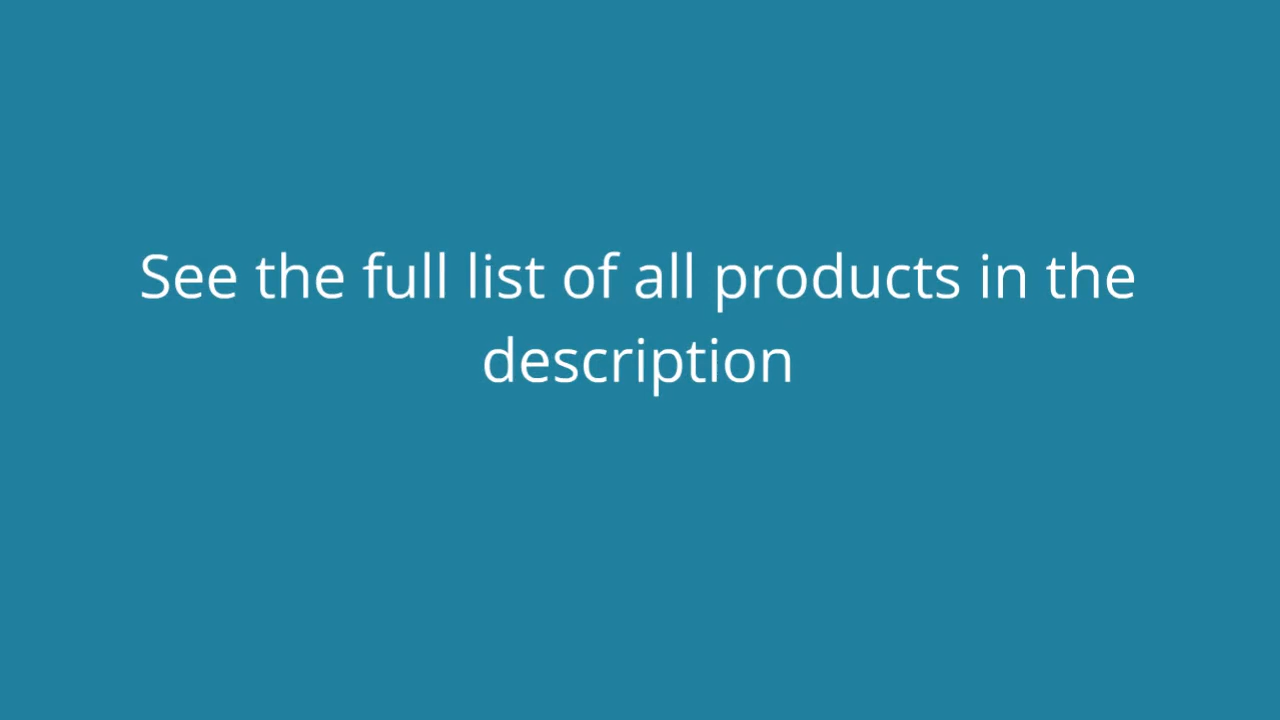 See the full list of all products in the
description